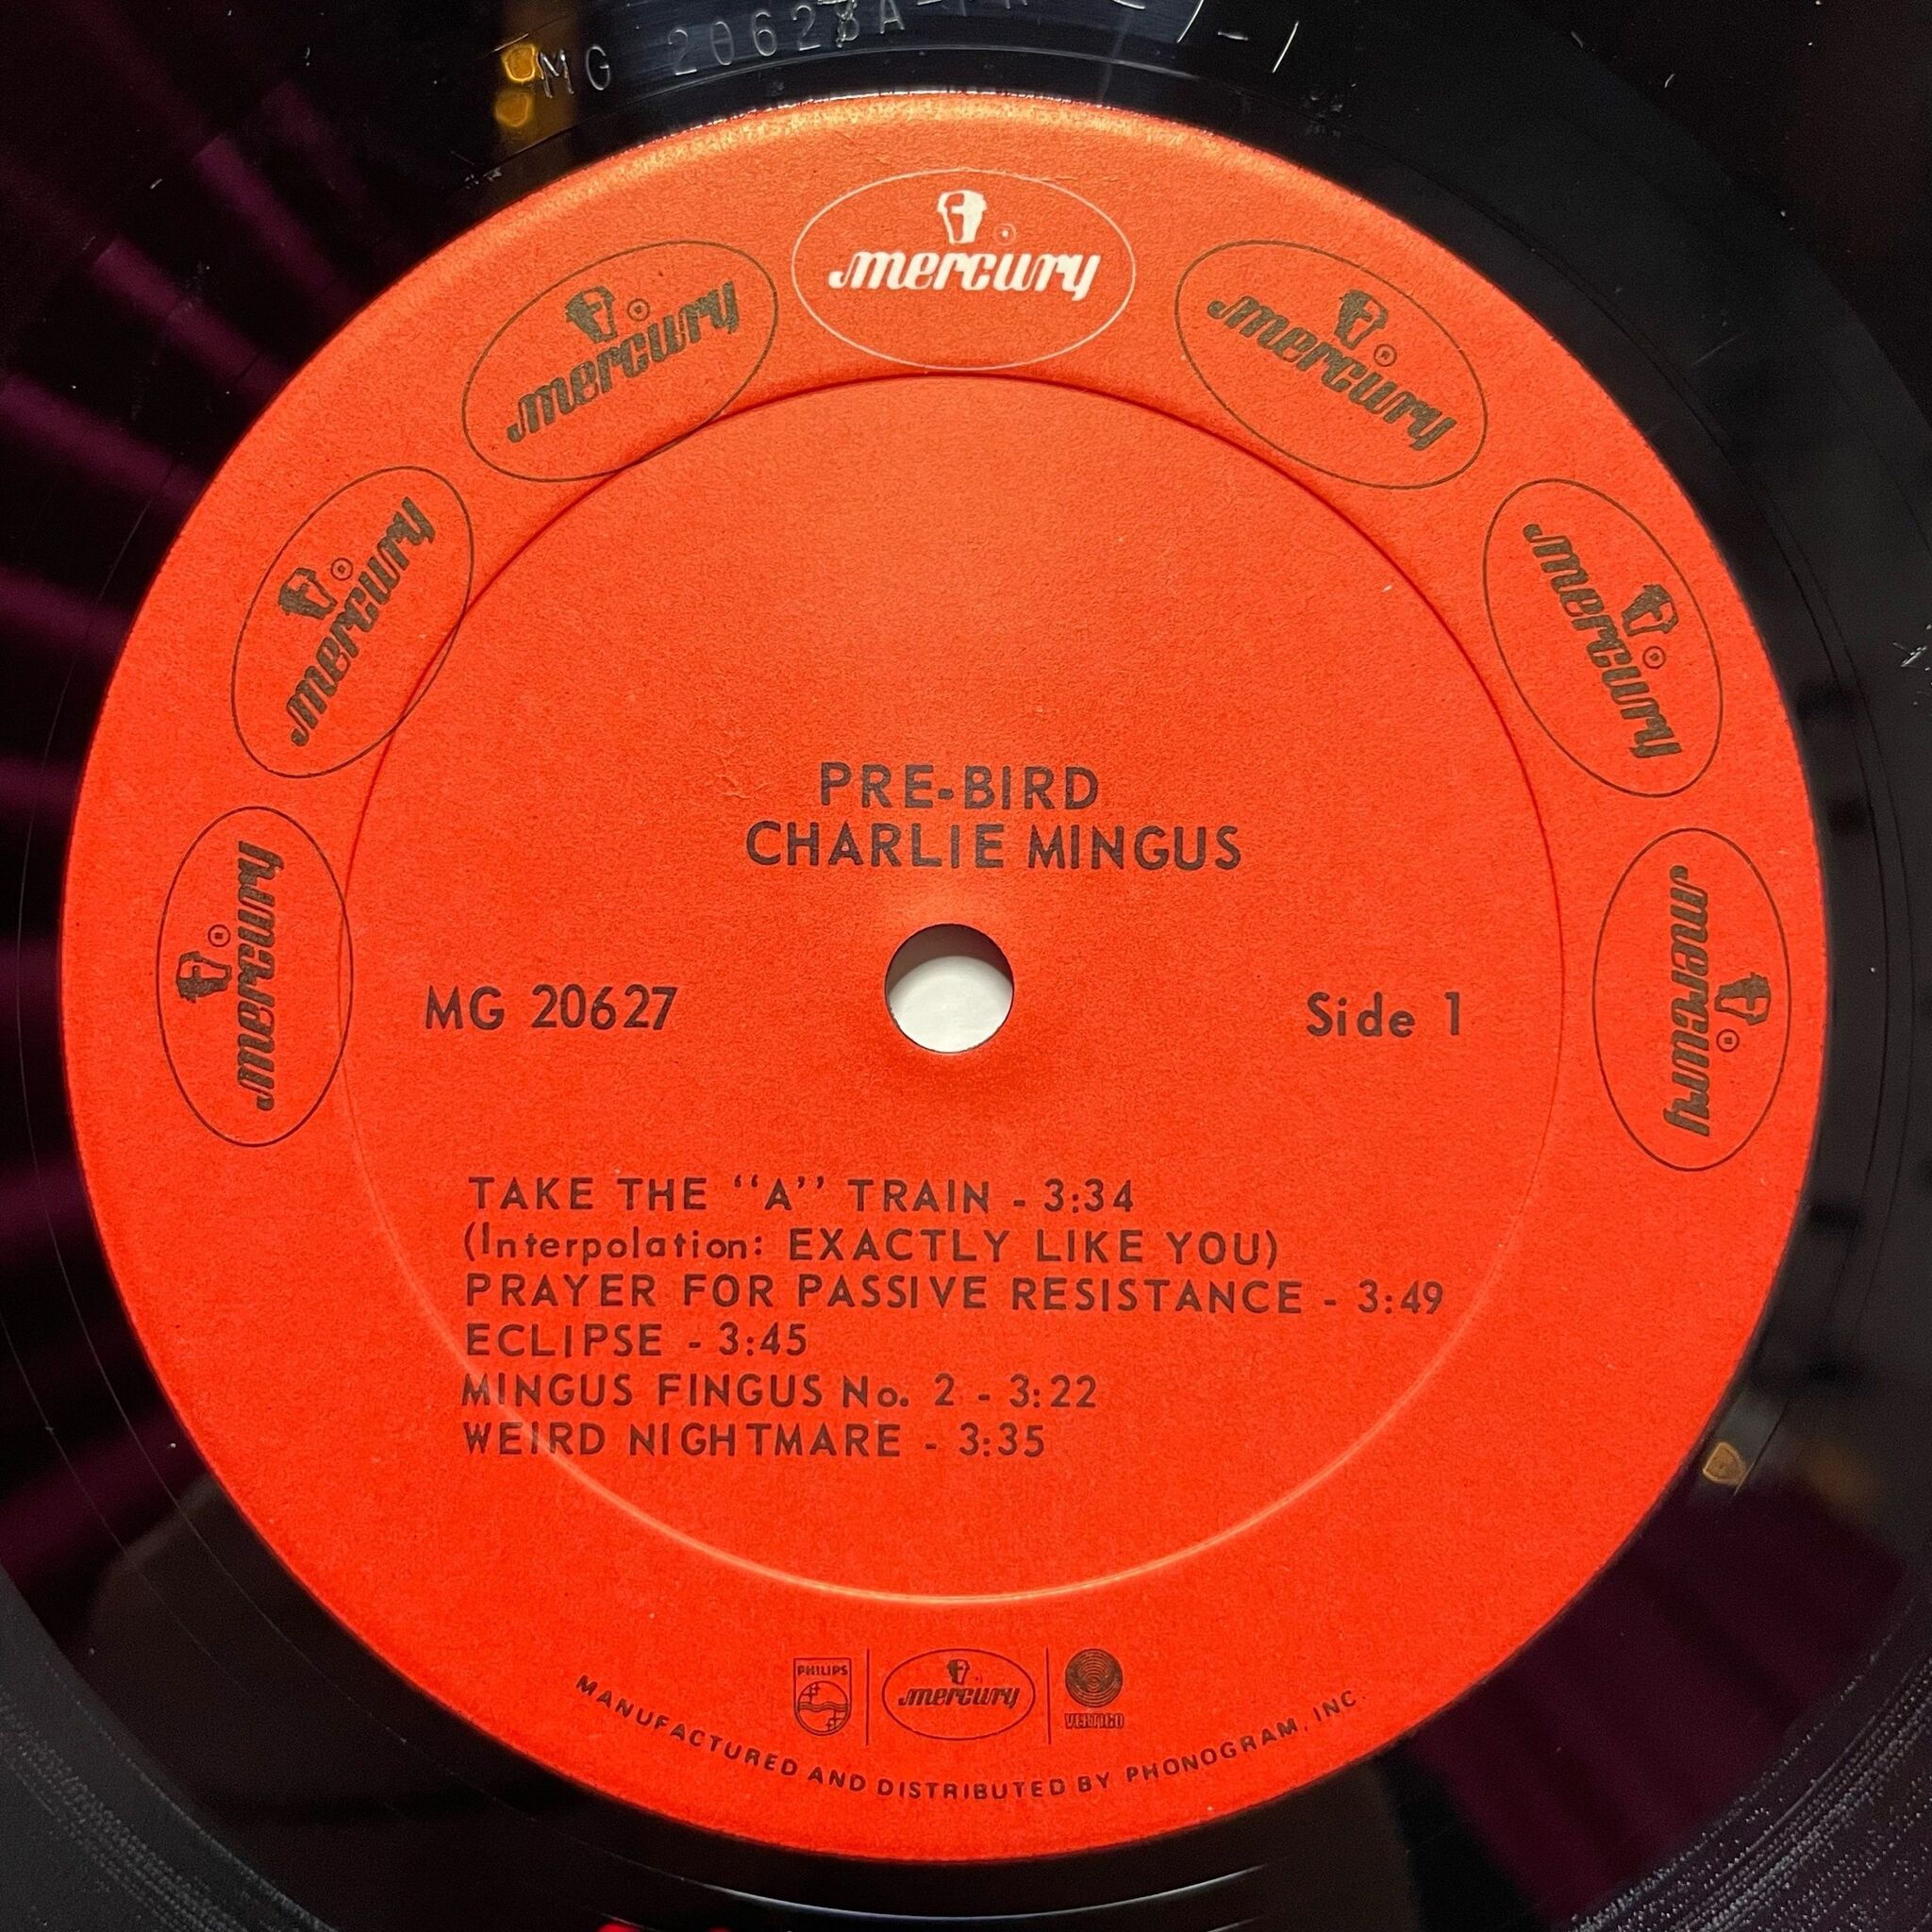 MG 20627A
mercury
mercury
mercury
mercury
mercury
mercury
mercury
PRE-BIRD
CHARLIE MINGUS
MG 20627
Side 1
TAKE THE "A" TRAIN - 3:34
(Interpolation: EXACTLY LIKE YOU)
PRAYER FOR PASSIVE RESISTANCE - 3:49
ECLIPSE - 3:45
MINGUS FINGUS No. 2 - 3:22
WEIRD NIGHTMARE - 3:35
PHILIPS
mercury
VERTIGO
MANUFACTURED AND DISTRIBUTED BY PHONOGRAM, INC.